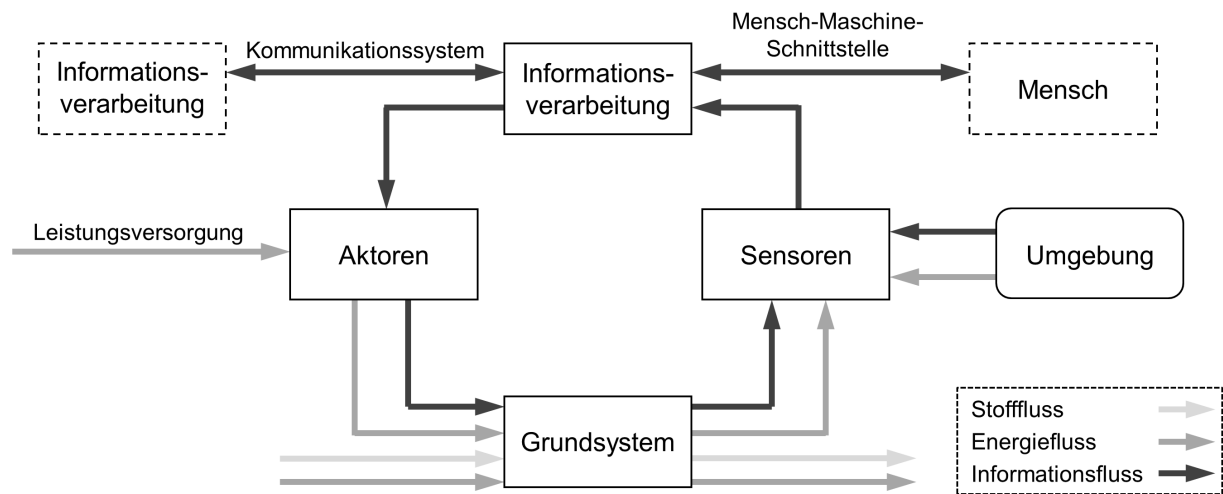 Mensch-Maschine-
Schnittstelle
Kommunikationssystem
Informations-
verarbeitung
Informations-
verarbeitung
Mensch
Leistungsversorgung
Aktoren
Sensoren
Umgebung
Grundsystem
Stofffluss
Energiefluss
Informationsfluss